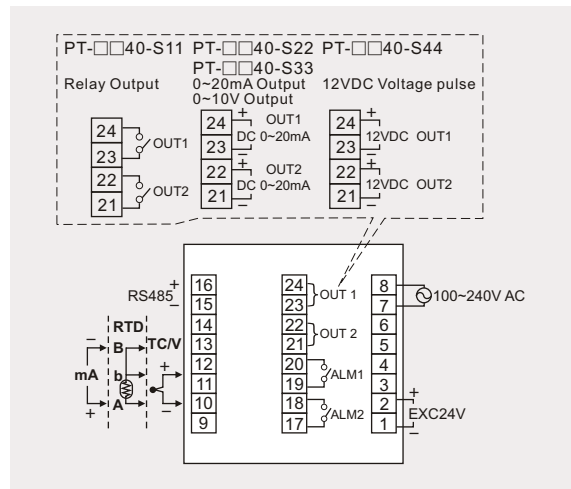 PT-□□40-S11 PT-□□40-S22 PT-□□40-S44
PT-□□40-S33
Relay Output 0~20mA Output 12VDC Voltage pulse
0~10V Output
24 23 OUT1
22 21 OUT2
24 + OUT1
DC 0~20mA
23 −
22 + OUT2
DC 0~20mA
21 −
24 +
12VDC OUT1
23 −
22 +
12VDC OUT2
21 −
RS485 + −
16
15
14
13
12
11
10
9
24
23
OUT 1
22
21
OUT 2
20
19
ALM1
18
17
ALM2
8
7
100~240V AC
6
5
4
3
2 +
EXC24V
1 −
− mA +
RTD
B
b
A
TC/V
+
−